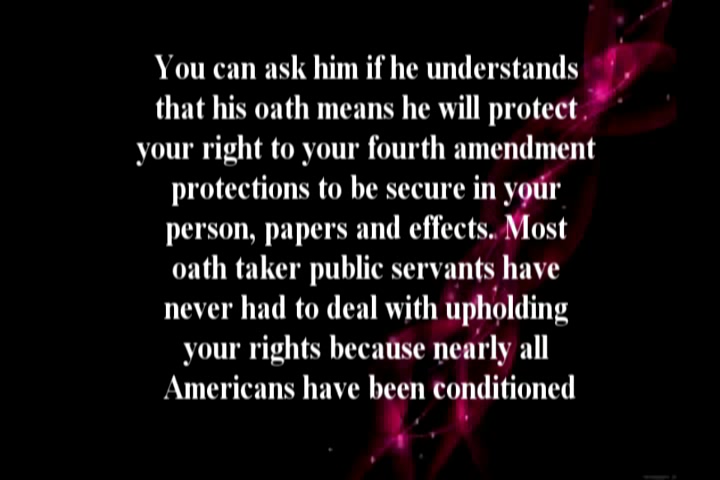 You can ask him if he understands
that his oath means he will protect
your right to your fourth amendment
protections to be secure in your
person, papers and effects. Most
oath taker public servants have
never had to deal with upholding
your rights because nearly all
Americans have been conditioned